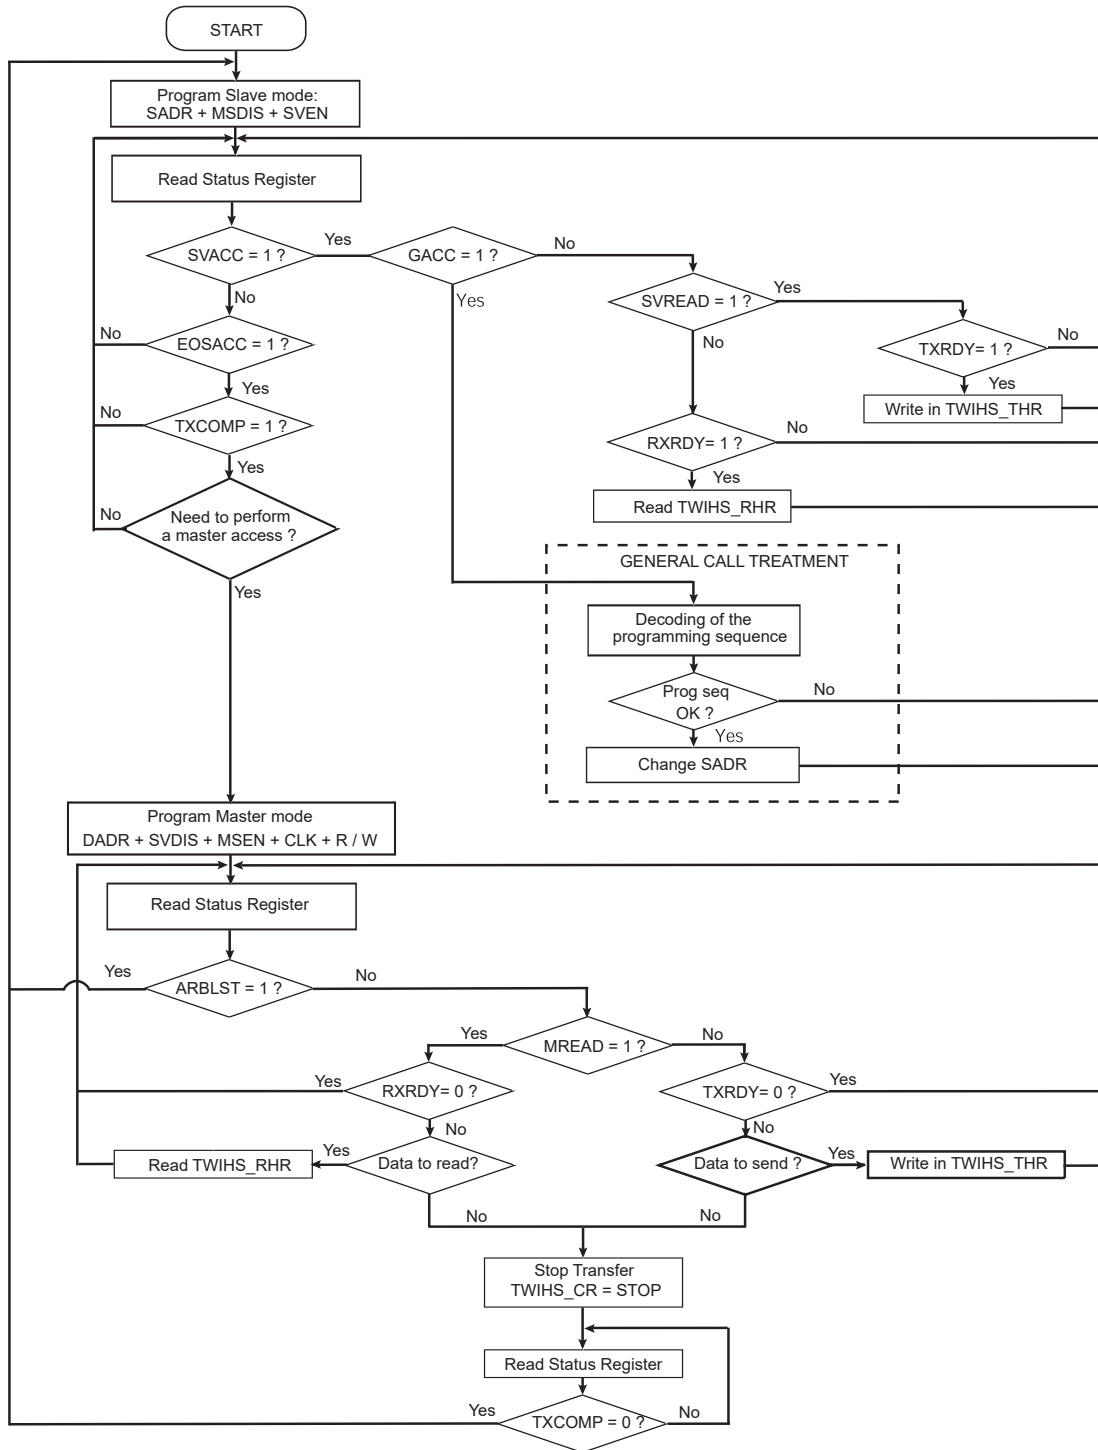 START
Program Slave mode:
SADR + MSDIS + SVEN
Read Status Register
SVACC = 1 ?
Yes
GACC = 1 ?
No
SVREAD = 1 ?
Yes
No
Yes
No
EOSACC = 1 ?
No
TXRDY= 1 ?
No
Yes
Yes
Write in TWIHS_THR
No
TXCOMP = 1 ?
RXRDY= 1 ?
No
Yes
Yes
No
Need to perform
a master access ?
Read TWIHS_RHR
Yes
GENERAL CALL TREATMENT
Decoding of the
programming sequence
Prog seq
OK ?
No
Yes
Change SADR
Program Master mode
DADR + SVDIS + MSEN + CLK + R / W
Read Status Register
Yes
ARBLST = 1 ?
No
Yes
MREAD = 1 ?
No
Yes
RXRDY= 0 ?
TXRDY= 0 ?
Yes
No
No
Read TWIHS_RHR
Yes
Data to read?
Data to send ?
Yes
Write in TWIHS_THR
No
No
Stop Transfer
TWIHS_CR = STOP
Read Status Register
Yes
TXCOMP = 0 ?
No